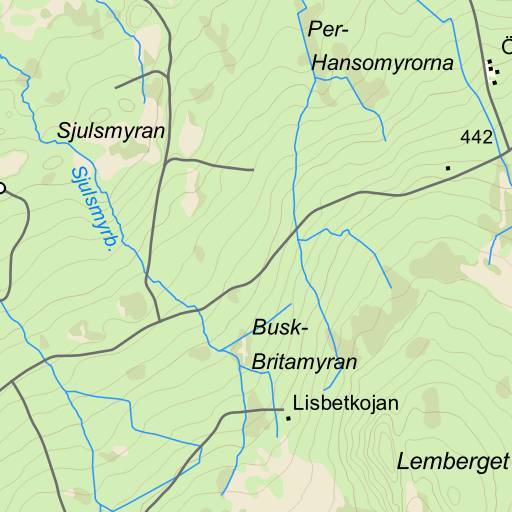 Per-
Hansomyrorna
Ö
442
Sjulsmyran
Sjulsmyrb.
Busk-
Britamyran
Lisbetkojan
Lemberget